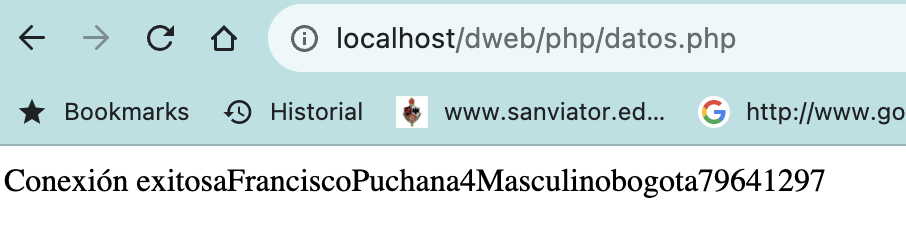 localhost/dweb/php/datos.php
Bookmarks Historial www.sanviator.ed... http://www.go
Conexión exitosaFranciscoPuchana4Masculinobogota79641297